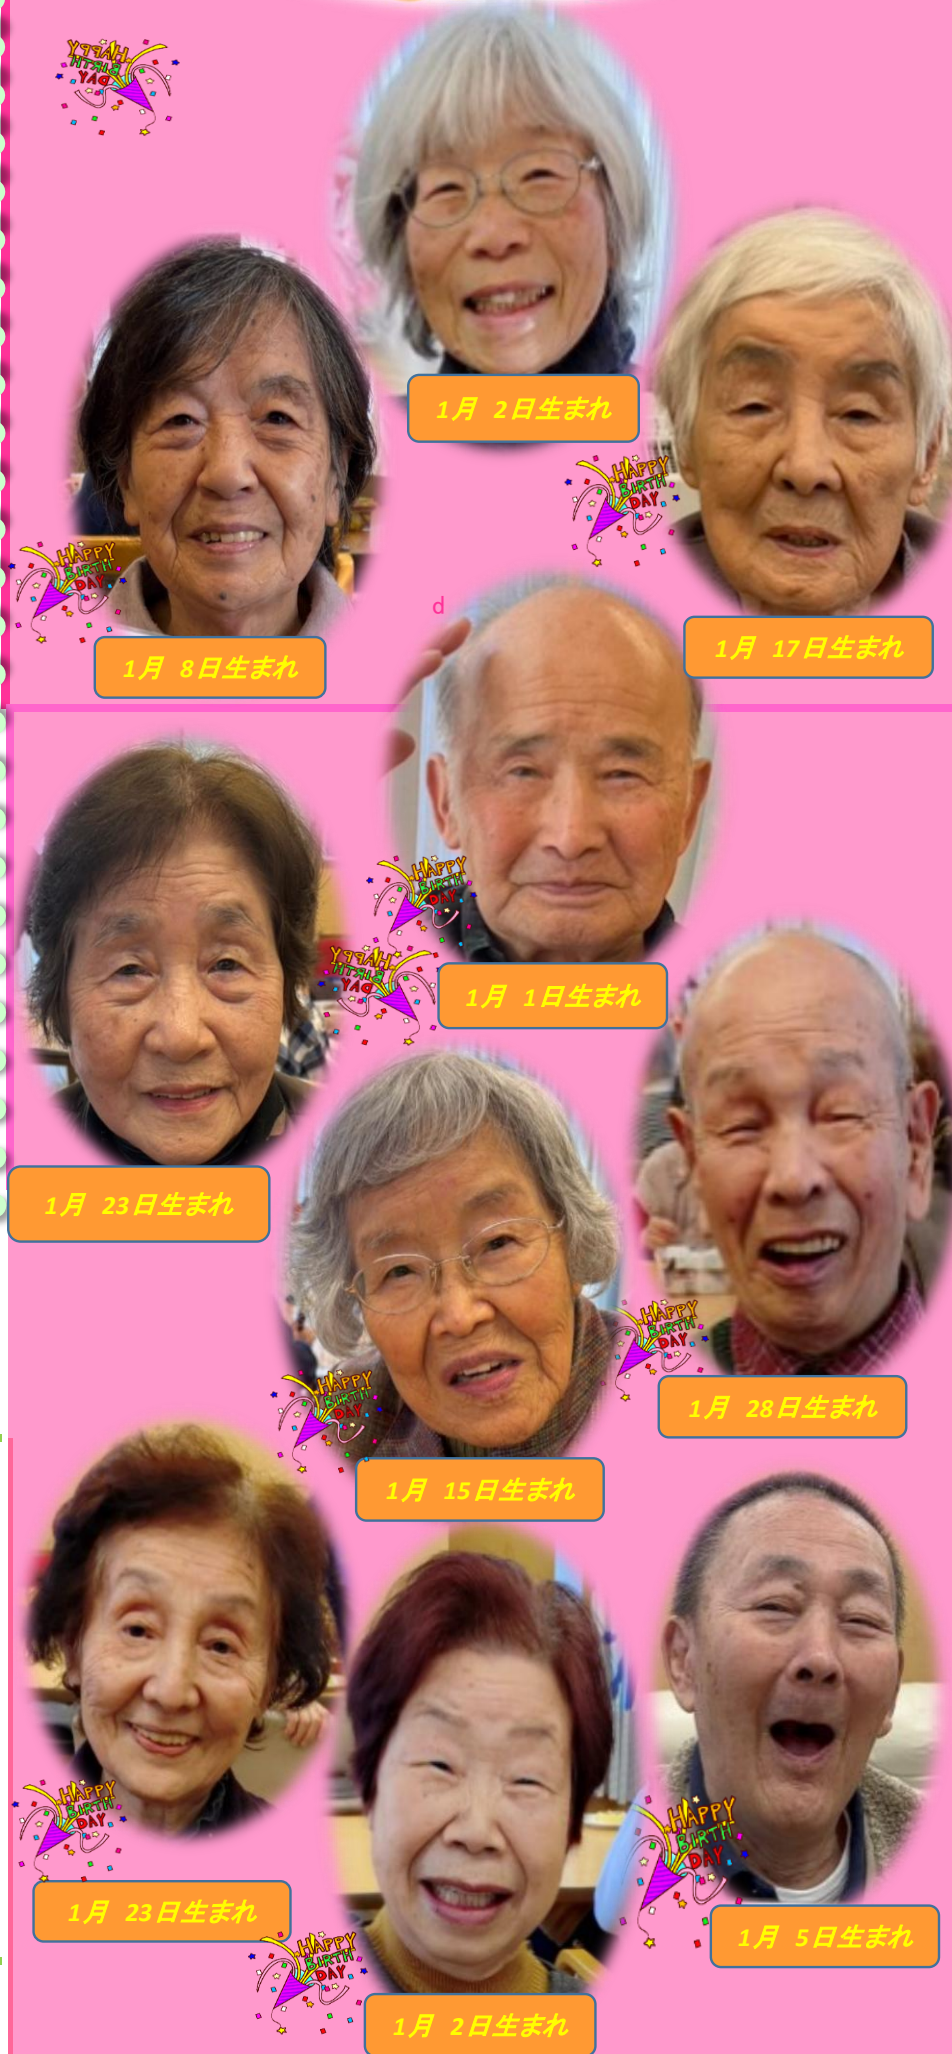 HAPPY
BIRTH
DAY
1月 2日生まれ
HAPPY
BIRTH
DAY
HAPPY
BIRTH
DAY
d
1月 17日生まれ
1月 8日生まれ
HAPPY
BIRTH
DAY
HAPPY
BIRTH
DAY
1月 1日生まれ
1月 23日生まれ
HAPPY
BIRTH
DAY
HAPPY
BIRTH
DAY
1月 28日生まれ
1月 15日生まれ
HAPPY
BIRTH
DAY
HAPPY
BIRTH
DAY
1月 23日生まれ
1月 5日生まれ
HAPPY
BIRTH
DAY
1月 2日生まれ